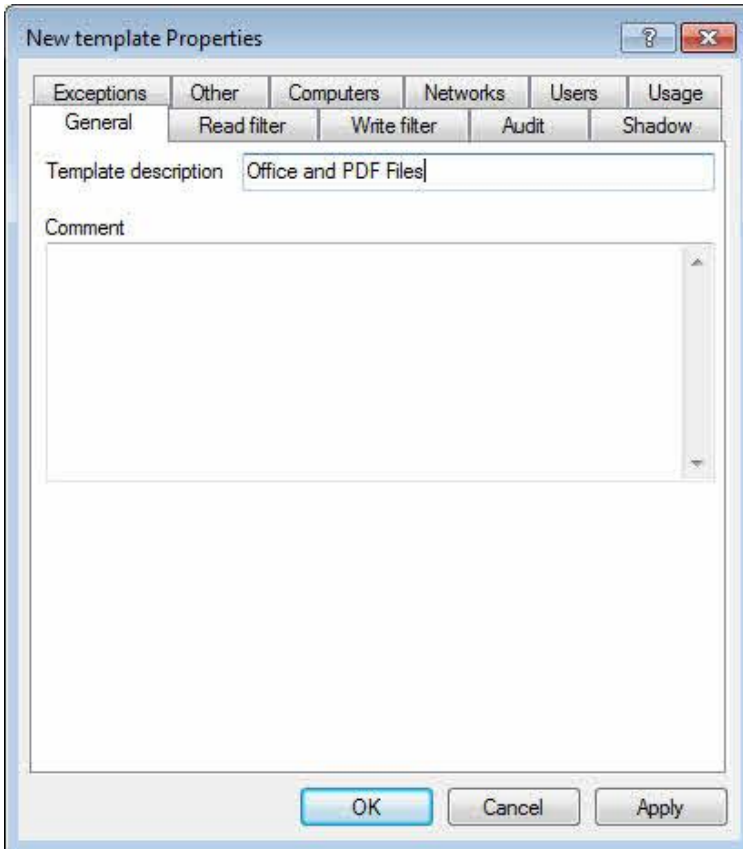 New template Properties
Exceptions Other Computers Networks Users Usage
General Read filter Write filter Audit Shadow
Template description Office and PDF Files
Comment
OK Cancel Apply